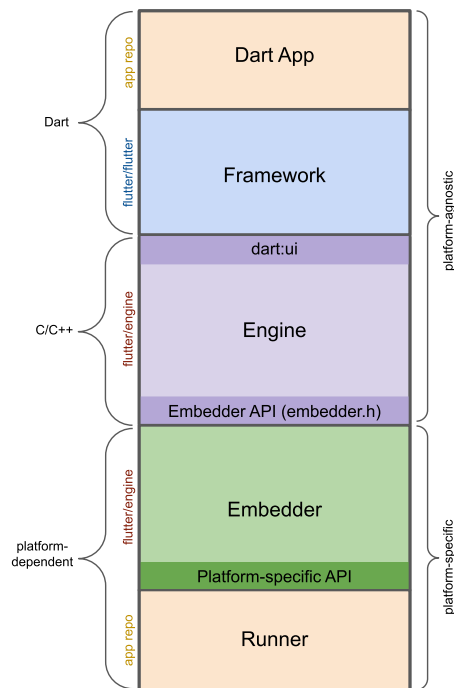 Dart App
app repo
Dart
flutter/flutter
Framework
platform-agnostic
dart:ui
C/C++
flutter/engine
Engine
Embedder API (embedder.h)
flutter/engine
Embedder
platform-
dependent
platform-specific
Platform-specific API
app repo
Runner